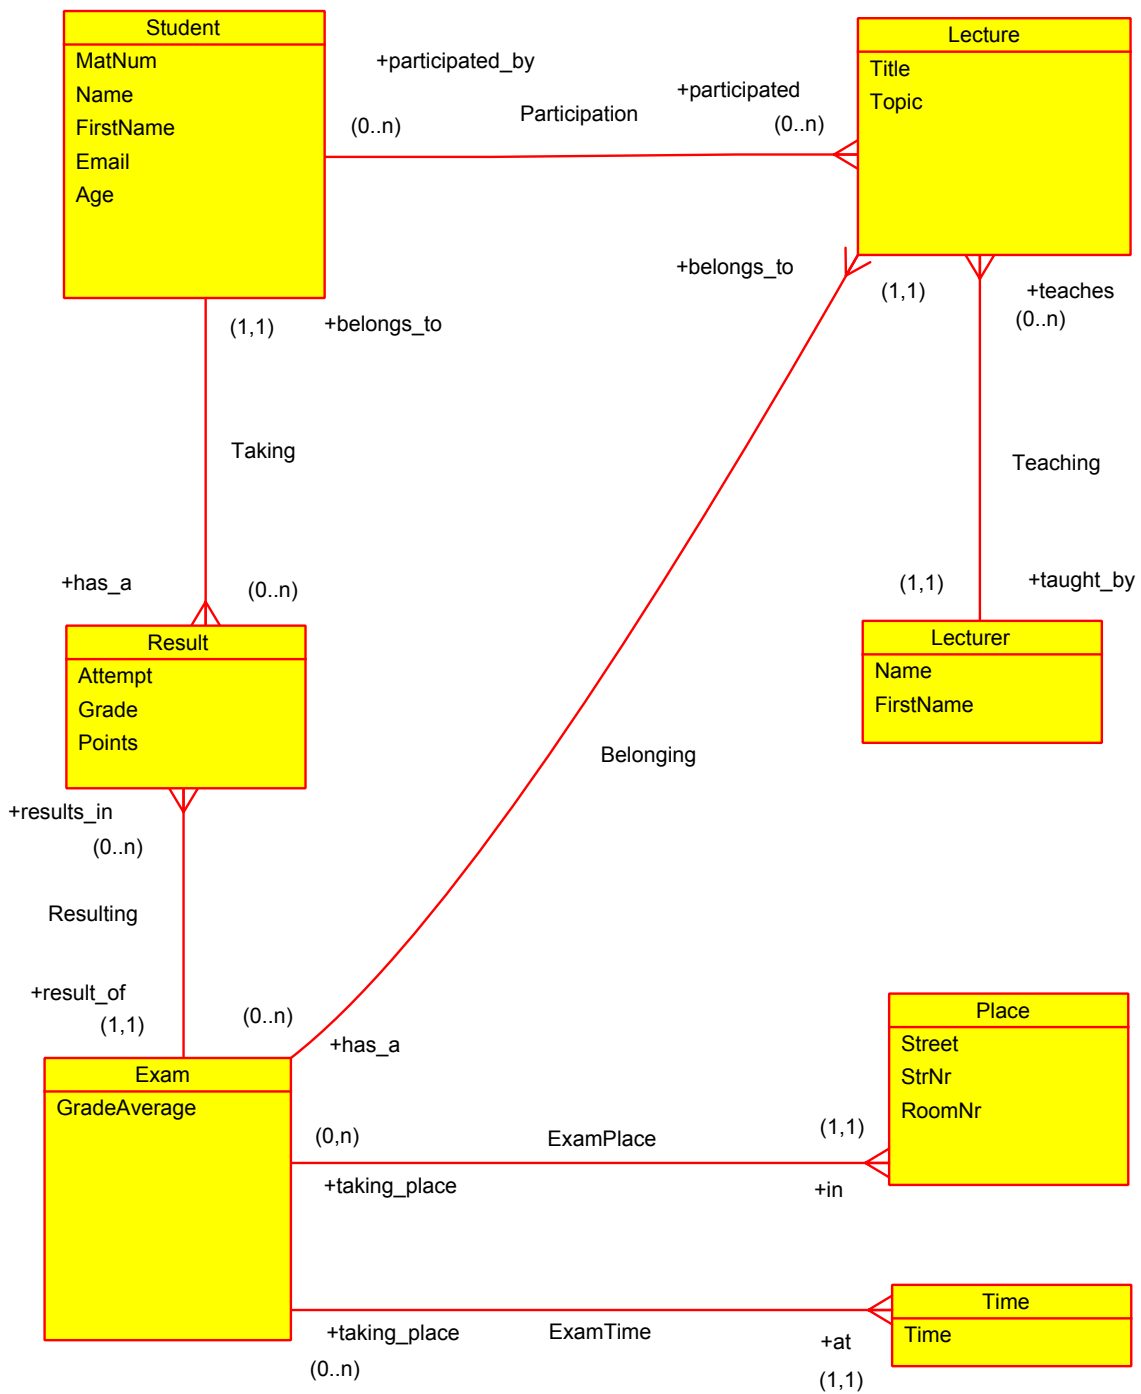 Student
MatNum
Name
FirstName
Email
Age
+participated_by
(0..n)
Participation
+participated
(0..n)
Lecture
Title
Topic
+belongs_to
(1,1)
+teaches
(0..n)
(1,1)
+belongs_to
Taking
Teaching
+has_a
(0..n)
(1,1)
+taught_by
Result
Attempt
Grade
Points
Lecturer
Name
FirstName
Belonging
+results_in
(0..n)
Resulting
+result_of
(1,1)
(0..n)
+has_a
Exam
GradeAverage
Place
Street
StrNr
RoomNr
(0,n)
ExamPlace
(1,1)
+taking_place
+in
Time
Time
+taking_place
ExamTime
+at
(0..n)
(1,1)